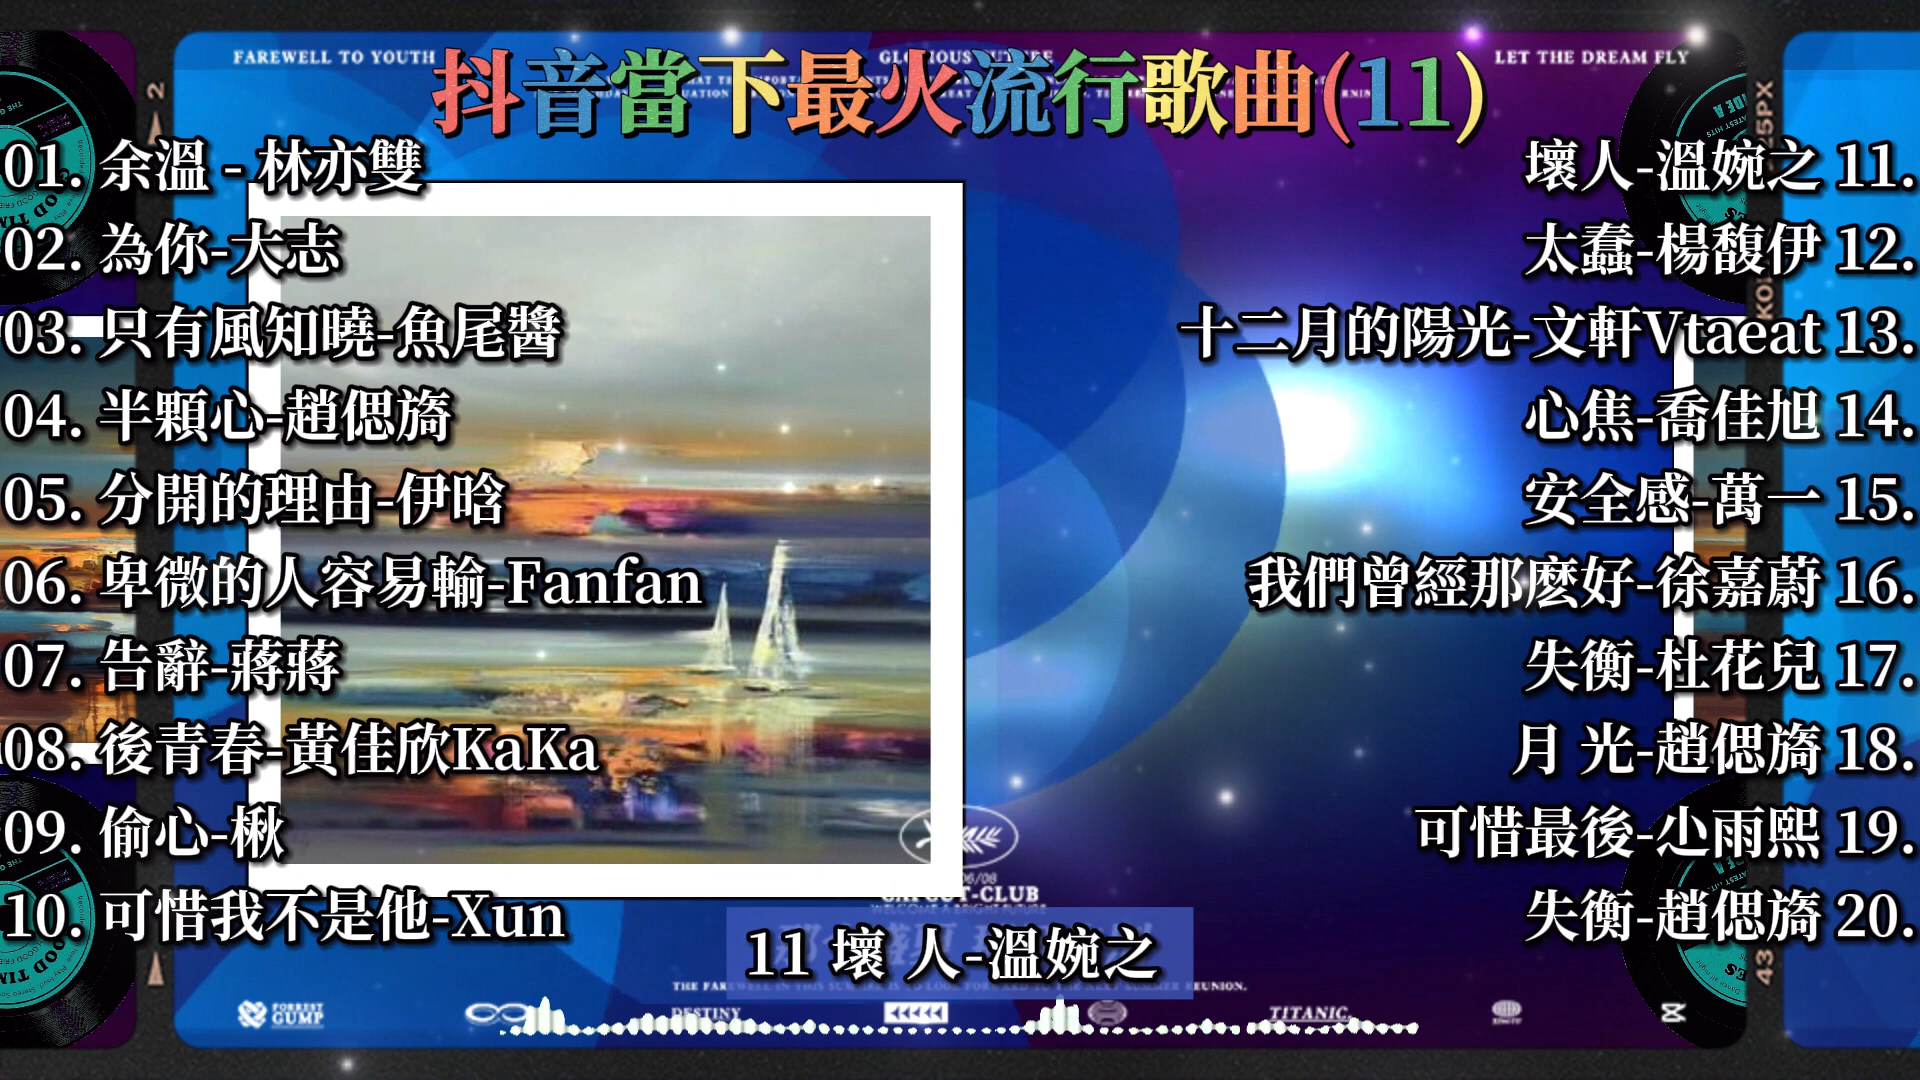 FAREWELL TO YOUTH
LET THE DREAM FLY
抖音當下最火流行歌曲(11)
01. 余溫 - 林亦雙
02. 為你-大志
03. 只有風知曉-魚尾醬
04. 半顆心-趙偲旖
05. 分開的理由-伊晗
06. 卑微的人容易輸-Fanfan
07. 告辭-蔣蔣
08. 後青春-黃佳欣KaKa
09. 偷心-楸
10. 可惜我不是他-Xun
壞人-溫婉之 11.
太蠢-楊馥伊 12.
十二月的陽光-文軒Vtaeat 13.
心焦-喬佳旭 14.
安全感-萬一 15.
我們曾經那麼好-徐嘉蔚 16.
失衡-杜花兒 17.
月 光-趙偲旖 18.
可惜最後-尐雨熙 19.
失衡-趙偲旖 20.
CAPCUT-CLUB
11 壞 人-溫婉之
FORREST GUMP
DESTINY
TITANIC